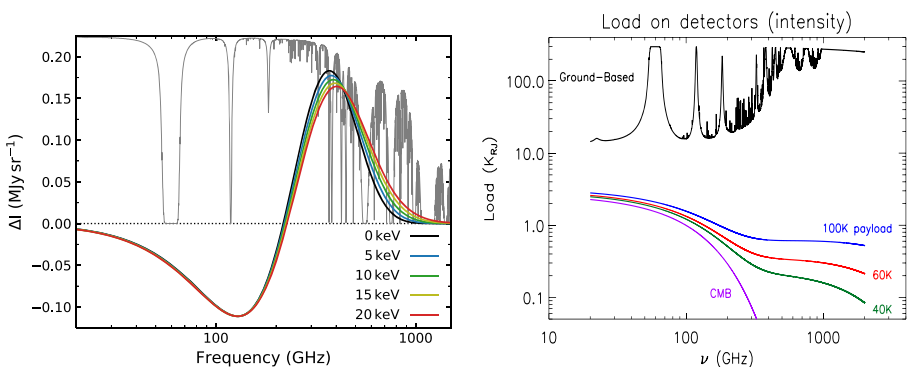 0.20
0.15
0.10
0.05
0.00
−0.05
−0.10
ΔI (MJy sr⁻¹)
0 keV
5 keV
10 keV
15 keV
20 keV
100
1000
Frequency (GHz)
Load on detectors (intensity)
Ground-Based
100.0
10.0
1.0
0.1
Load (K_RJ)
100K payload
60K
40K
CMB
10
100
1000
ν (GHz)